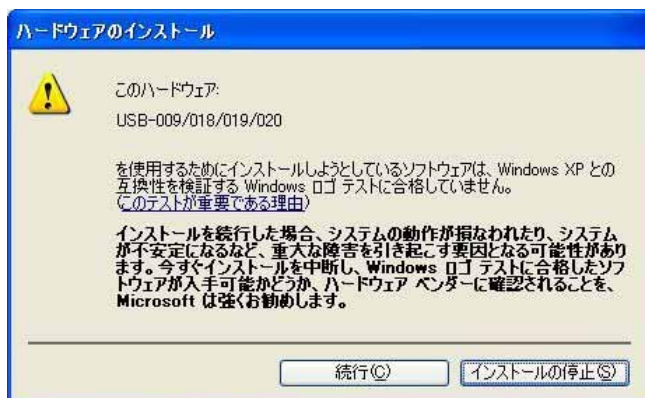 ハードウェアのインストール
このハードウェア:
USB-009/018/019/020
を使用するためにインストールしようとしているソフトウェアは、Windows XP との
互換性を検証する Windows ロゴ テストに合格していません。
(このテストが重要である理由)
インストールを続行した場合、システムの動作が損なわれたり、システム
が不安定になるなど、重大な障害を引き起こす要因となる可能性があり
ます。今すぐインストールを中断し、Windows ロゴ テストに合格したソフ
トウェアが入手可能かどうか、ハードウェア ベンダーに確認されることを、
Microsoft は強くお勧めします。
続行(C)
インストールの停止(S)